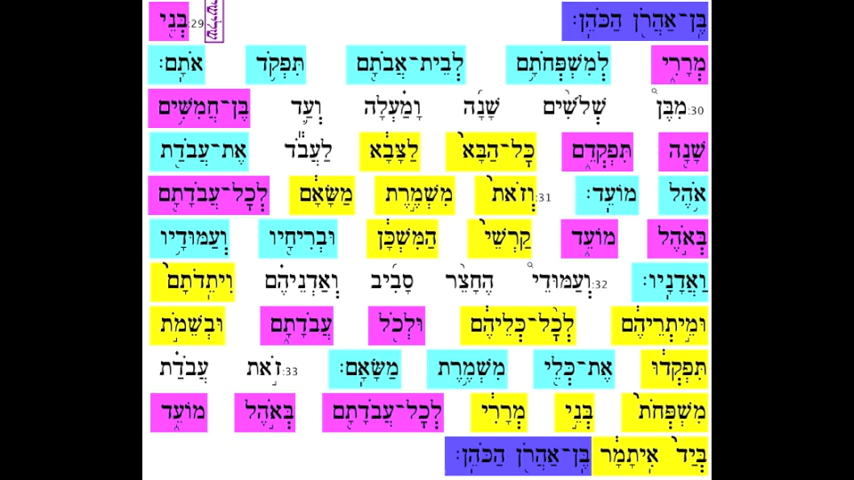 בֶּֽן־אַהֲרֹ֖ן הַכֹּהֵֽן׃ שלישי 29: בְּנֵ֖י
מְרָרִ֑י לְמִשְׁפְּחֹתָ֥ם לְבֵית־אֲבֹתָ֖ם תִּפְקֹ֥ד אֹתָֽם׃
30: מִבֶּן֩ שְׁלֹשִׁ֨ים שָׁנָ֜ה וָמַ֗עְלָה וְעַ֛ד בֶּן־חֲמִשִּׁ֥ים
שָׁנָ֖ה תִּפְקְדֵ֑ם כׇּל־הַבָּא֙ לַצָּבָ֔א לַעֲבֹ֕ד אֶת־עֲבֹדַ֖ת
אֹ֥הֶל מוֹעֵֽד׃ 31: וְזֹאת֙ מִשְׁמֶ֣רֶת מַשָּׂאָ֔ם לְכׇל־עֲבֹדָתָ֖ם
בְּאֹ֣הֶל מוֹעֵ֑ד קַרְשֵׁי֙ הַמִּשְׁכָּ֔ן וּבְרִיחָ֖יו וְעַמּוּדָ֥יו
וַאֲדָנָֽיו׃ 32: וְעַמּוּדֵי֩ הֶחָצֵ֨ר סָבִ֜יב וְאַדְנֵיהֶ֗ם וִיתֵדֹתָם֙
וּמֵ֣יתְרֵיהֶ֔ם לְכׇ֨ל־כְּלֵיהֶ֔ם וּלְכֹ֖ל עֲבֹדָתָ֑ם וּבְשֵׁמֹ֣ת
תִּפְקְד֔וּ אֶת־כְּלֵ֖י מִשְׁמֶ֥רֶת מַשָּׂאָֽם׃ 33: זֹ֣את עֲבֹדַ֗ת
מִשְׁפְּחֹת֙ בְּנֵ֣י מְרָרִ֔י לְכׇל־עֲבֹדָתָ֖ם בְּאֹ֣הֶל מוֹעֵ֑ד
בְּיַד֙ אִֽיתָמָ֔ר בֶּֽן־אַהֲרֹ֖ן הַכֹּהֵֽן׃